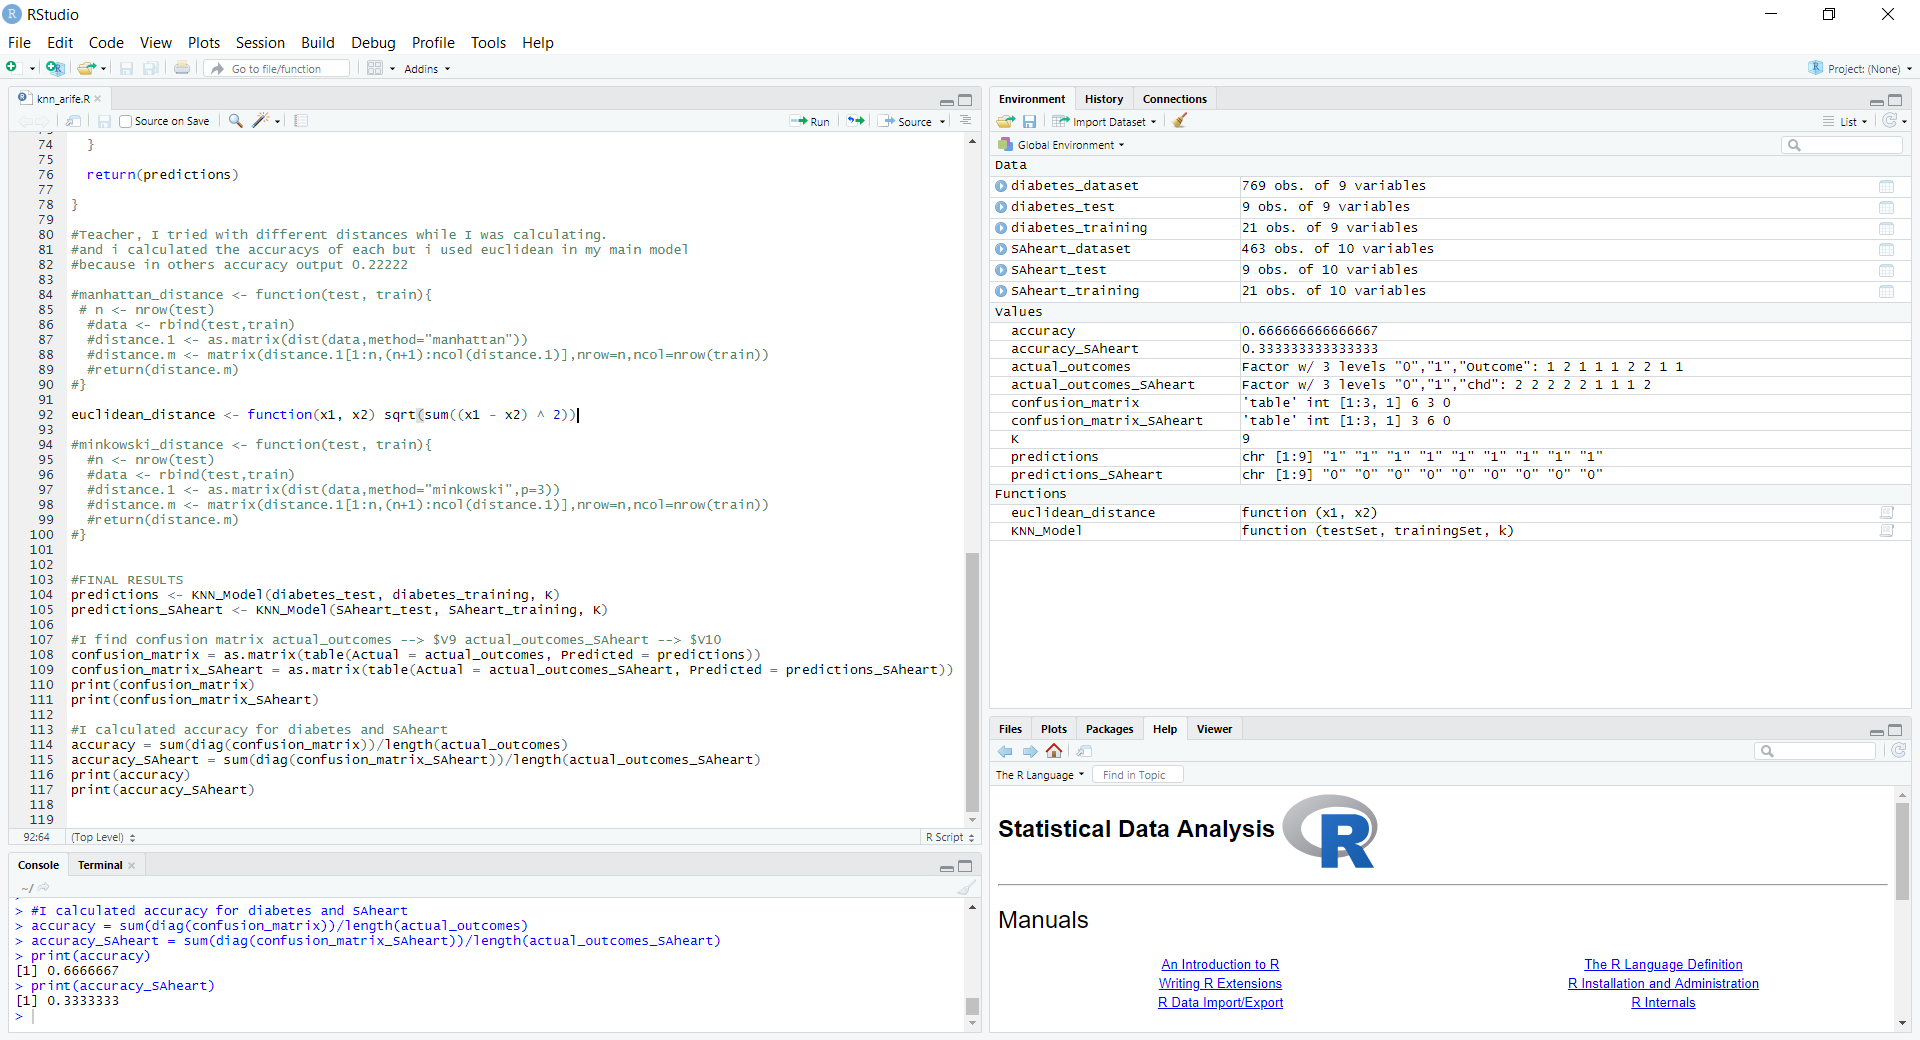 RStudio
File Edit Code View Plots Session Build Debug Profile Tools Help
Go to file/function Addins Project: (None)
knn_arife.R
Source on Save Run Source
74 }
75
76 return(predictions)
77
78 }
79
80 #Teacher, I tried with different distances while I was calculating.
81 #and i calculated the accuracys of each but i used euclidean in my main model
82 #because in others accuracy output 0.22222
83
84 #manhattan_distance <- function(test, train){
85 # n <- nrow(test)
86 #data <- rbind(test,train)
87 #distance.1 <- as.matrix(dist(data,method="manhattan"))
88 #distance.m <- matrix(distance.1[1:n,(n+1):ncol(distance.1)],nrow=n,ncol=nrow(train))
89 #return(distance.m)
90 #}
91
92 euclidean_distance <- function(x1, x2) sqrt(sum((x1 - x2) ^ 2))
93
94 #minkowski_distance <- function(test, train){
95 #n <- nrow(test)
96 #data <- rbind(test,train)
97 #distance.1 <- as.matrix(dist(data,method="minkowski",p=3))
98 #distance.m <- matrix(distance.1[1:n,(n+1):ncol(distance.1)],nrow=n,ncol=nrow(train))
99 #return(distance.m)
100 #}
101
102
103 #FINAL RESULTS
104 predictions <- KNN_Model(diabetes_test, diabetes_training, K)
105 predictions_SAheart <- KNN_Model(SAheart_test, SAheart_training, K)
106
107 #I find confusion matrix actual_outcomes --> $V9 actual_outcomes_SAheart --> $V10
108 confusion_matrix = as.matrix(table(Actual = actual_outcomes, Predicted = predictions))
109 confusion_matrix_SAheart = as.matrix(table(Actual = actual_outcomes_SAheart, Predicted = predictions_SAheart))
110 print(confusion_matrix)
111 print(confusion_matrix_SAheart)
112
113 #I calculated accuracy for diabetes and SAheart
114 accuracy = sum(diag(confusion_matrix))/length(actual_outcomes)
115 accuracy_SAheart = sum(diag(confusion_matrix_SAheart))/length(actual_outcomes_SAheart)
116 print(accuracy)
117 print(accuracy_SAheart)
118
119
92:64 (Top Level) R Script
Console Terminal
~/
> #I calculated accuracy for diabetes and SAheart
> accuracy = sum(diag(confusion_matrix))/length(actual_outcomes)
> accuracy_SAheart = sum(diag(confusion_matrix_SAheart))/length(actual_outcomes_SAheart)
> print(accuracy)
[1] 0.6666667
> print(accuracy_SAheart)
[1] 0.3333333
>
Environment History Connections
Import Dataset List
Global Environment
Data
diabetes_dataset 769 obs. of 9 variables
diabetes_test 9 obs. of 9 variables
diabetes_training 21 obs. of 9 variables
SAheart_dataset 463 obs. of 10 variables
SAheart_test 9 obs. of 10 variables
SAheart_training 21 obs. of 10 variables
Values
accuracy 0.666666666666667
accuracy_SAheart 0.333333333333333
actual_outcomes Factor w/ 3 levels "0","1","Outcome": 1 2 1 1 1 2 2 1 1
actual_outcomes_SAheart Factor w/ 3 levels "0","1","chd": 2 2 2 2 2 1 1 1 2
confusion_matrix 'table' int [1:3, 1] 6 3 0
confusion_matrix_SAheart 'table' int [1:3, 1] 3 6 0
K 9
predictions chr [1:9] "1" "1" "1" "1" "1" "1" "1" "1" "1"
predictions_SAheart chr [1:9] "0" "0" "0" "0" "0" "0" "0" "0" "0"
Functions
euclidean_distance function (x1, x2)
KNN_Model function (testSet, trainingSet, k)
Files Plots Packages Help Viewer
The R Language Find in Topic
Statistical Data Analysis R
Manuals
An Introduction to R The R Language Definition
Writing R Extensions R Installation and Administration
R Data Import/Export R Internals